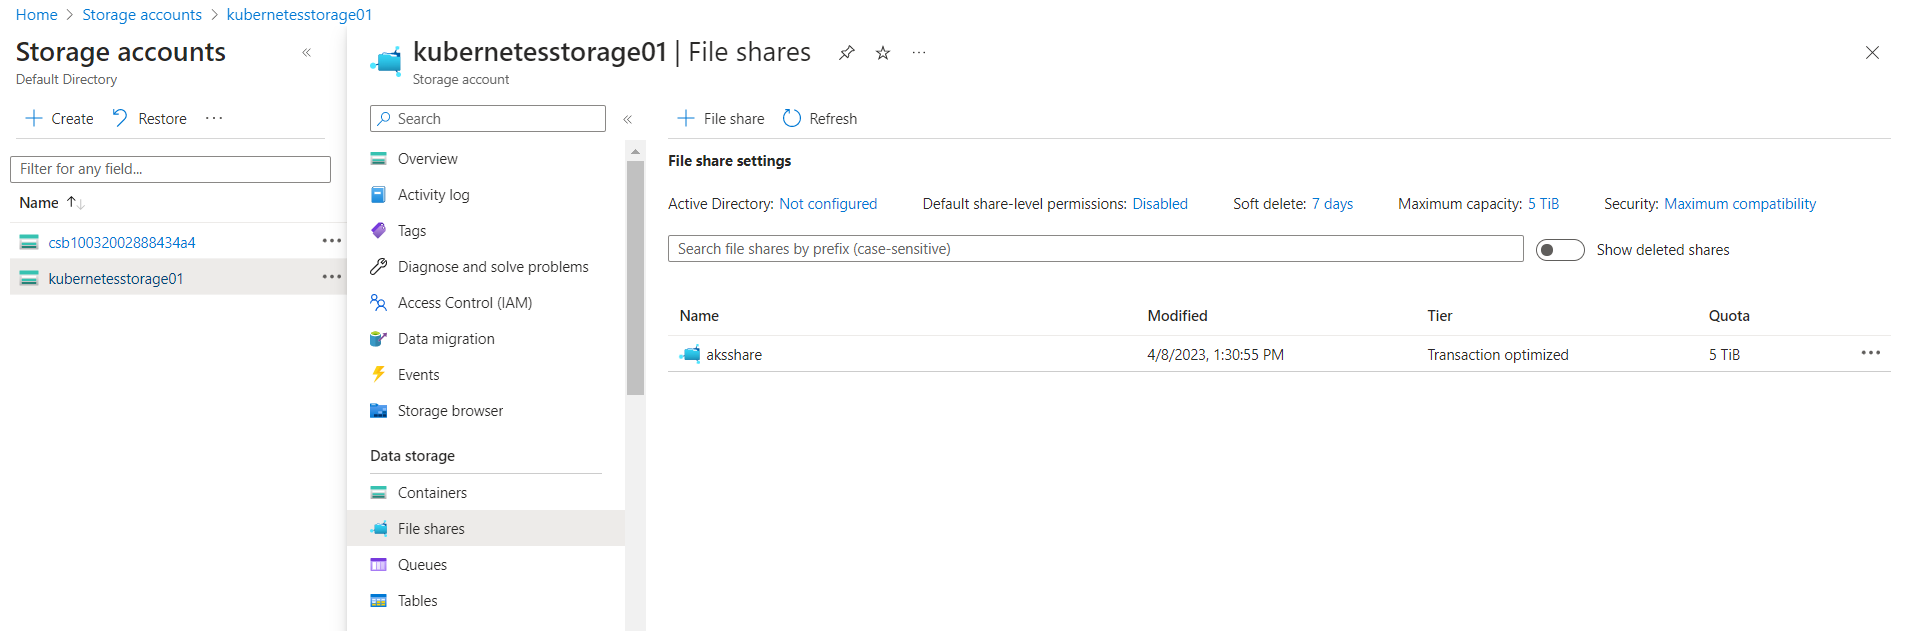 Home > Storage accounts > kubernetesstorage01
Storage accounts
Default Directory
Create Restore
Filter for any field...
Name
csb10032002888434a4
kubernetesstorage01
kubernetesstorage01 | File shares
Storage account
Search
Overview
Activity log
Tags
Diagnose and solve problems
Access Control (IAM)
Data migration
Events
Storage browser
Data storage
Containers
File shares
Queues
Tables
File share Refresh
File share settings
Active Directory: Not configured Default share-level permissions: Disabled Soft delete: 7 days Maximum capacity: 5 TiB Security: Maximum compatibility
Search file shares by prefix (case-sensitive) Show deleted shares
Name Modified Tier Quota
aksshare 4/8/2023, 1:30:55 PM Transaction optimized 5 TiB